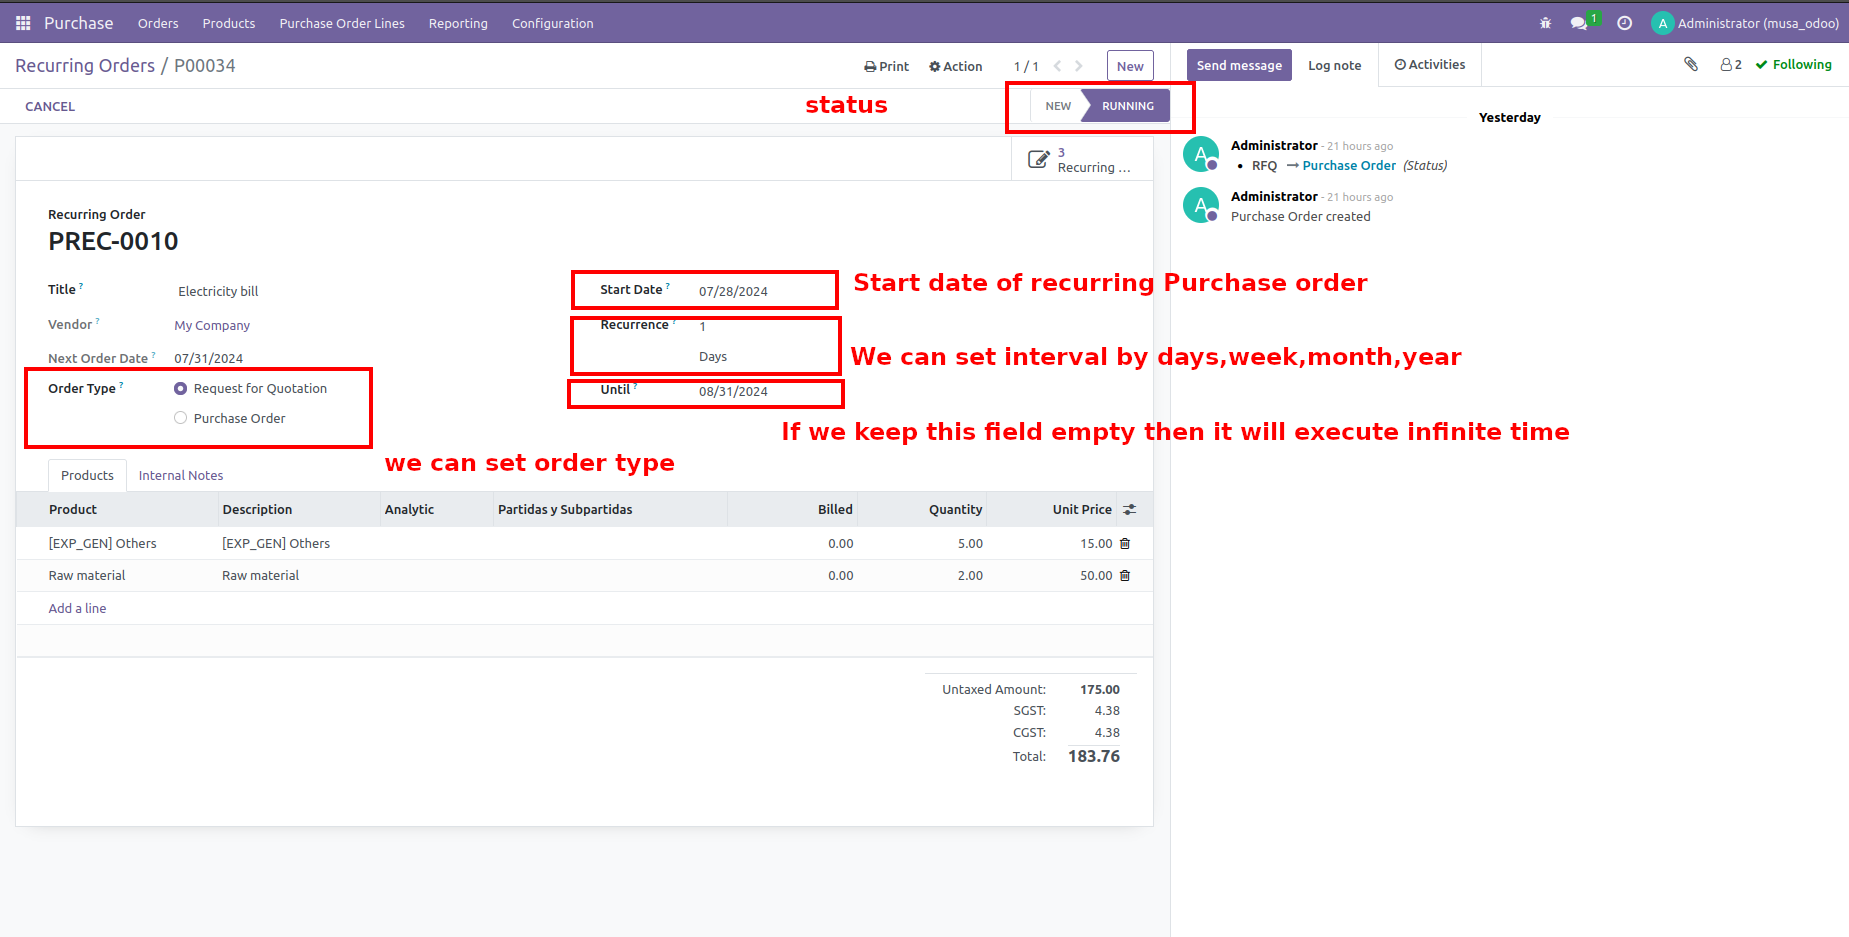 Purchase Orders Products Purchase Order Lines Reporting Configuration 1 A Administrator (musa_odoo)
Recurring Orders / P00034 Print Action 1 / 1 New Send message Log note Activities 2 Following
CANCEL status NEW RUNNING
Yesterday
3
Recurring ...
A Administrator - 21 hours ago
• RFQ → Purchase Order (Status)
A Administrator - 21 hours ago
Purchase Order created
Recurring Order
PREC-0010
Title ? Electricity bill
Start Date ? 07/28/2024 Start date of recurring Purchase order
Vendor ? My Company
Recurrence ? 1
Next Order Date ? 07/31/2024
Days We can set interval by days,week,month,year
Order Type ? Request for Quotation
Until ? 08/31/2024
Purchase Order
If we keep this field empty then it will execute infinite time
we can set order type
Products Internal Notes
Product Description Analytic Partidas y Subpartidas Billed Quantity Unit Price
[EXP_GEN] Others [EXP_GEN] Others 0.00 5.00 15.00
Raw material Raw material 0.00 2.00 50.00
Add a line
Untaxed Amount: 175.00
SGST: 4.38
CGST: 4.38
Total: 183.76